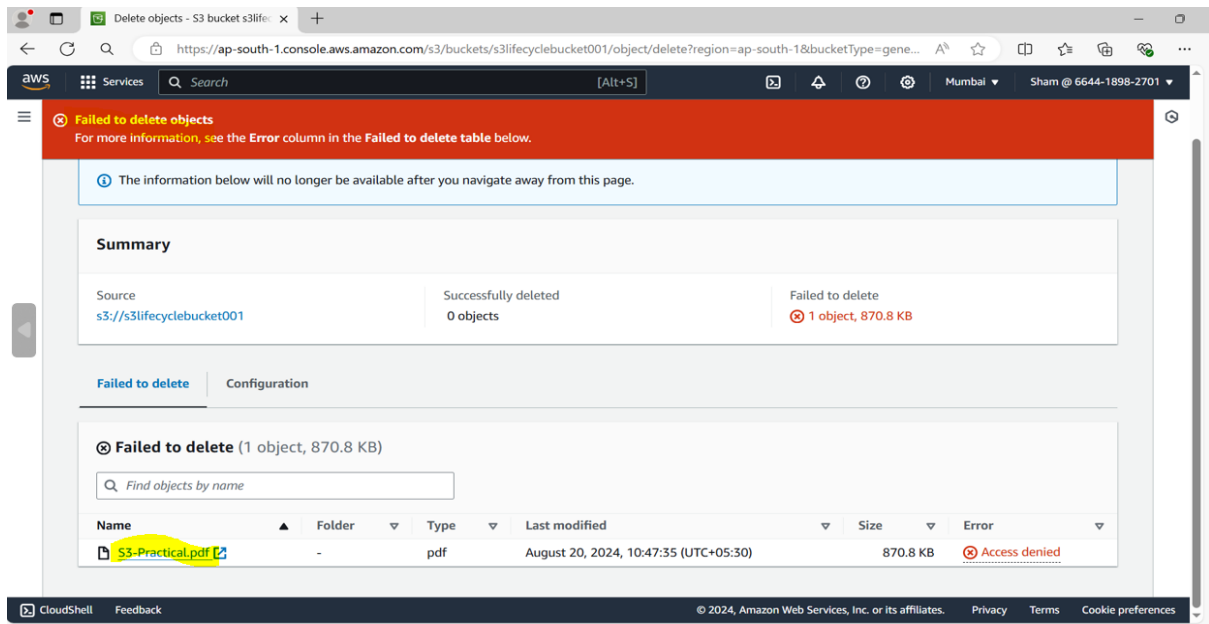 Delete objects - S3 bucket s3lifec
https://ap-south-1.console.aws.amazon.com/s3/buckets/s3lifecyclebucket001/object/delete?region=ap-south-1&bucketType=gene...
aws Services Search [Alt+S] Mumbai ▼ Sham @ 6644-1898-2701 ▼
Failed to delete objects
For more information, see the Error column in the Failed to delete table below.
The information below will no longer be available after you navigate away from this page.
Summary
Source Successfully deleted Failed to delete
s3://s3lifecyclebucket001 0 objects 1 object, 870.8 KB
Failed to delete Configuration
Failed to delete (1 object, 870.8 KB)
Find objects by name
Name Folder Type Last modified Size Error
S3-Practical.pdf - pdf August 20, 2024, 10:47:35 (UTC+05:30) 870.8 KB Access denied
CloudShell Feedback © 2024, Amazon Web Services, Inc. or its affiliates. Privacy Terms Cookie preferences